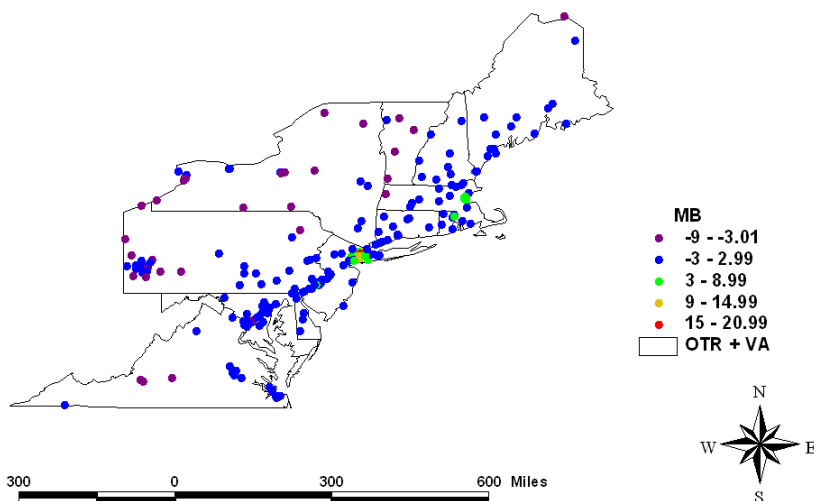 MB
-9 - -3.01
-3 - 2.99
3 - 8.99
9 - 14.99
15 - 20.99
OTR + VA
N
W E
S
300 0 300 600 Miles